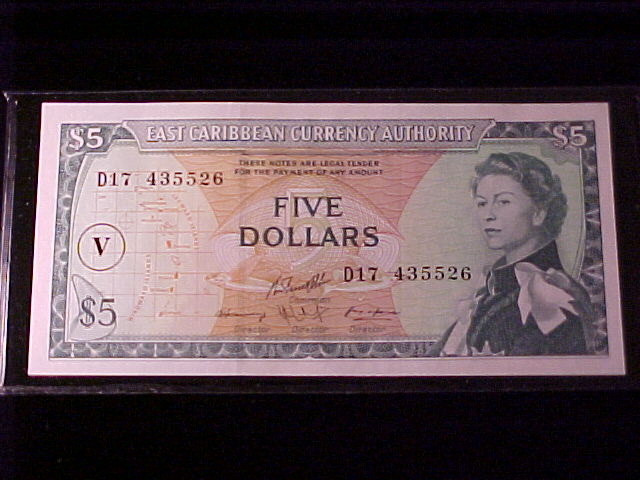 $5 EAST CARIBBEAN CURRENCY AUTHORITY $5
THESE NOTES ARE LEGAL TENDER
FOR THE PAYMENT OF ANY AMOUNT
D17 435526
FIVE
DOLLARS
V
D17 435526
$5
Chairman
Director Director Director